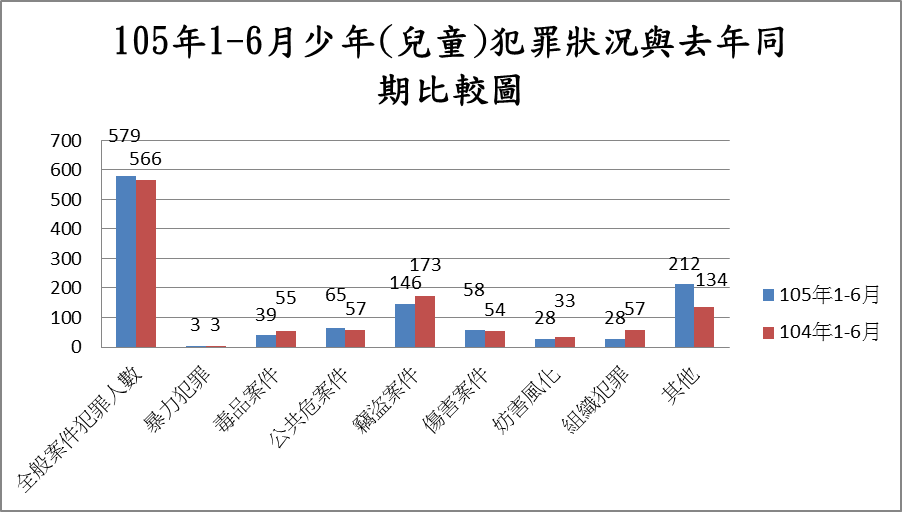 105年1-6月少年(兒童)犯罪狀況與去年同
期比較圖
700
600
500
400
300
200
100
0
579
566
3
3
39
55
65
57
146
173
58
54
28
33
28
57
212
134
全般案件犯罪人數
暴力犯罪
毒品案件
公共危案件
竊盜案件
傷害案件
妨害風化
組織犯罪
其他
105年1-6月
104年1-6月